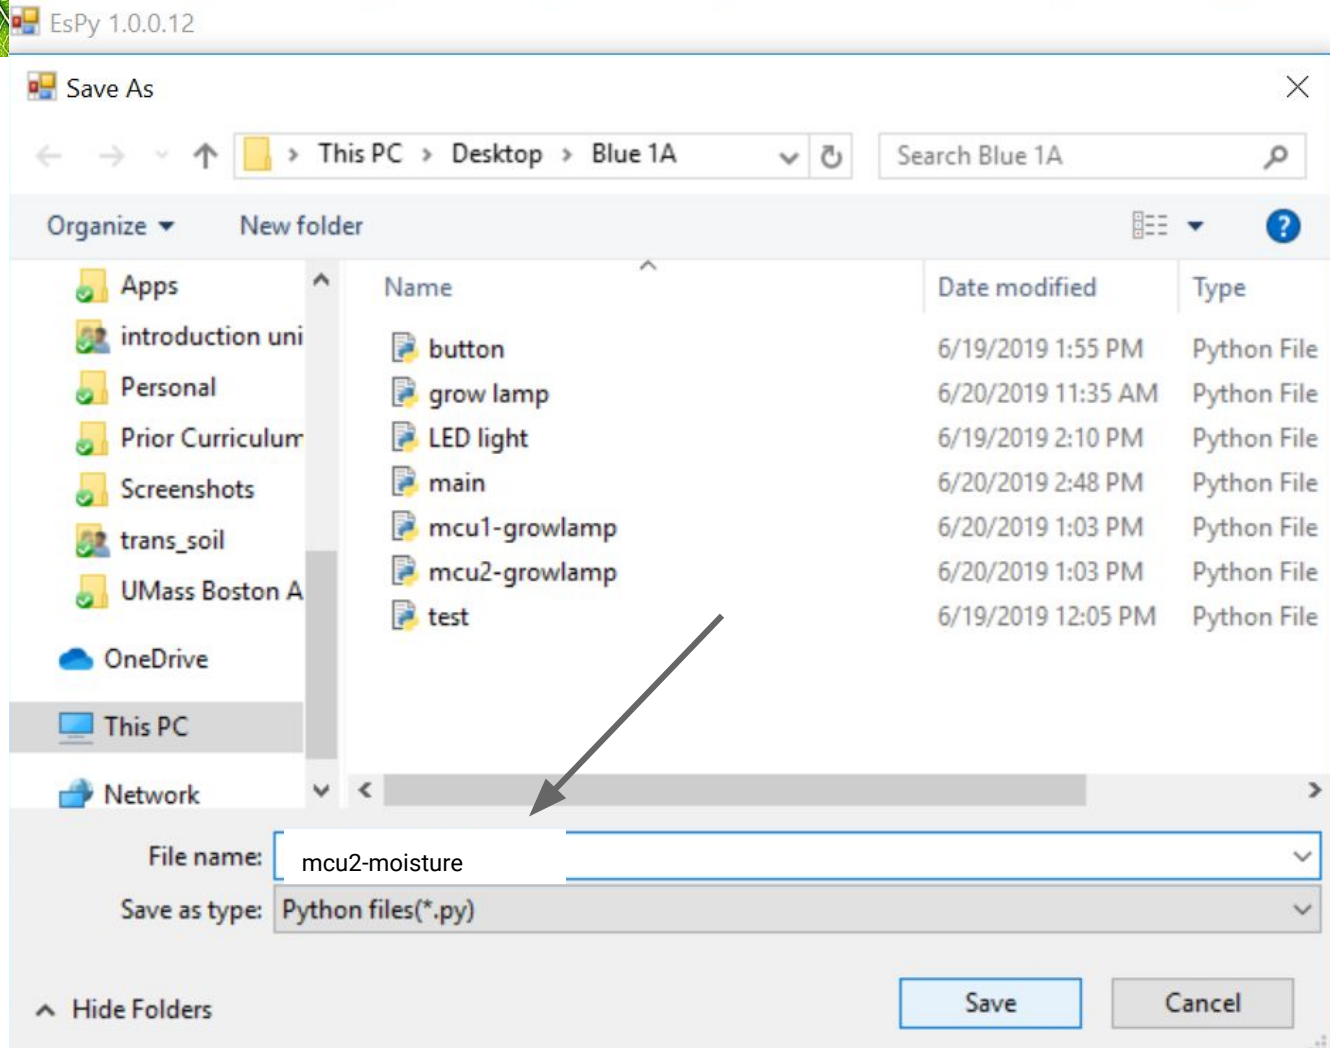 EsPy 1.0.0.12
Save As
This PC > Desktop > Blue 1A
Search Blue 1A
Organize
New folder
Name
Date modified
Type
Apps
introduction uni
Personal
Prior Curriculum
Screenshots
trans_soil
UMass Boston A
OneDrive
This PC
Network
button 6/19/2019 1:55 PM Python File
grow lamp 6/20/2019 11:35 AM Python File
LED light 6/19/2019 2:10 PM Python File
main 6/20/2019 2:48 PM Python File
mcu1-growlamp 6/20/2019 1:03 PM Python File
mcu2-growlamp 6/20/2019 1:03 PM Python File
test 6/19/2019 12:05 PM Python File
File name: mcu2-moisture
Save as type: Python files(*.py)
Hide Folders
Save
Cancel